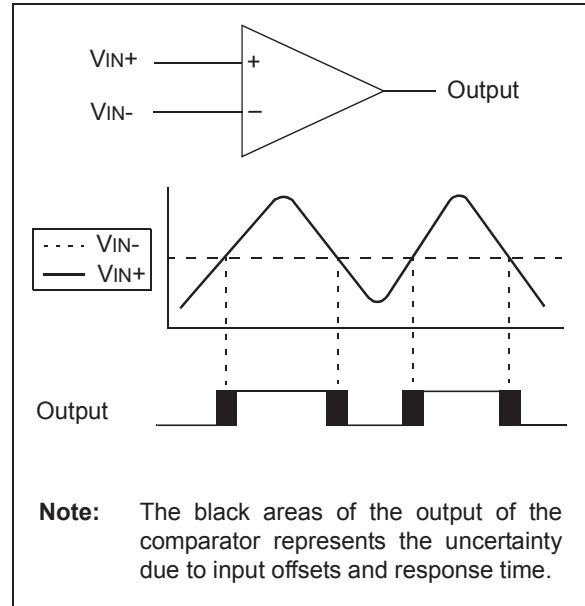 VIN+
+
Output
VIN-
–
VIN-
VIN+
Output
Note: The black areas of the output of the
comparator represents the uncertainty
due to input offsets and response time.